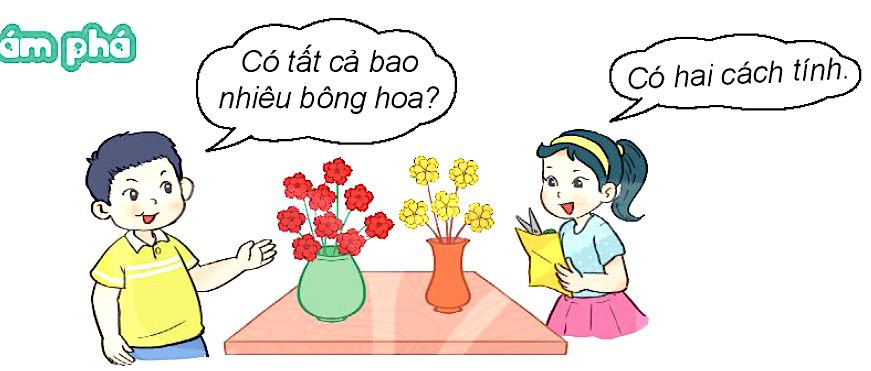 ám phá
Có tất cả bao
nhiêu bông hoa?
Có hai cách tính.